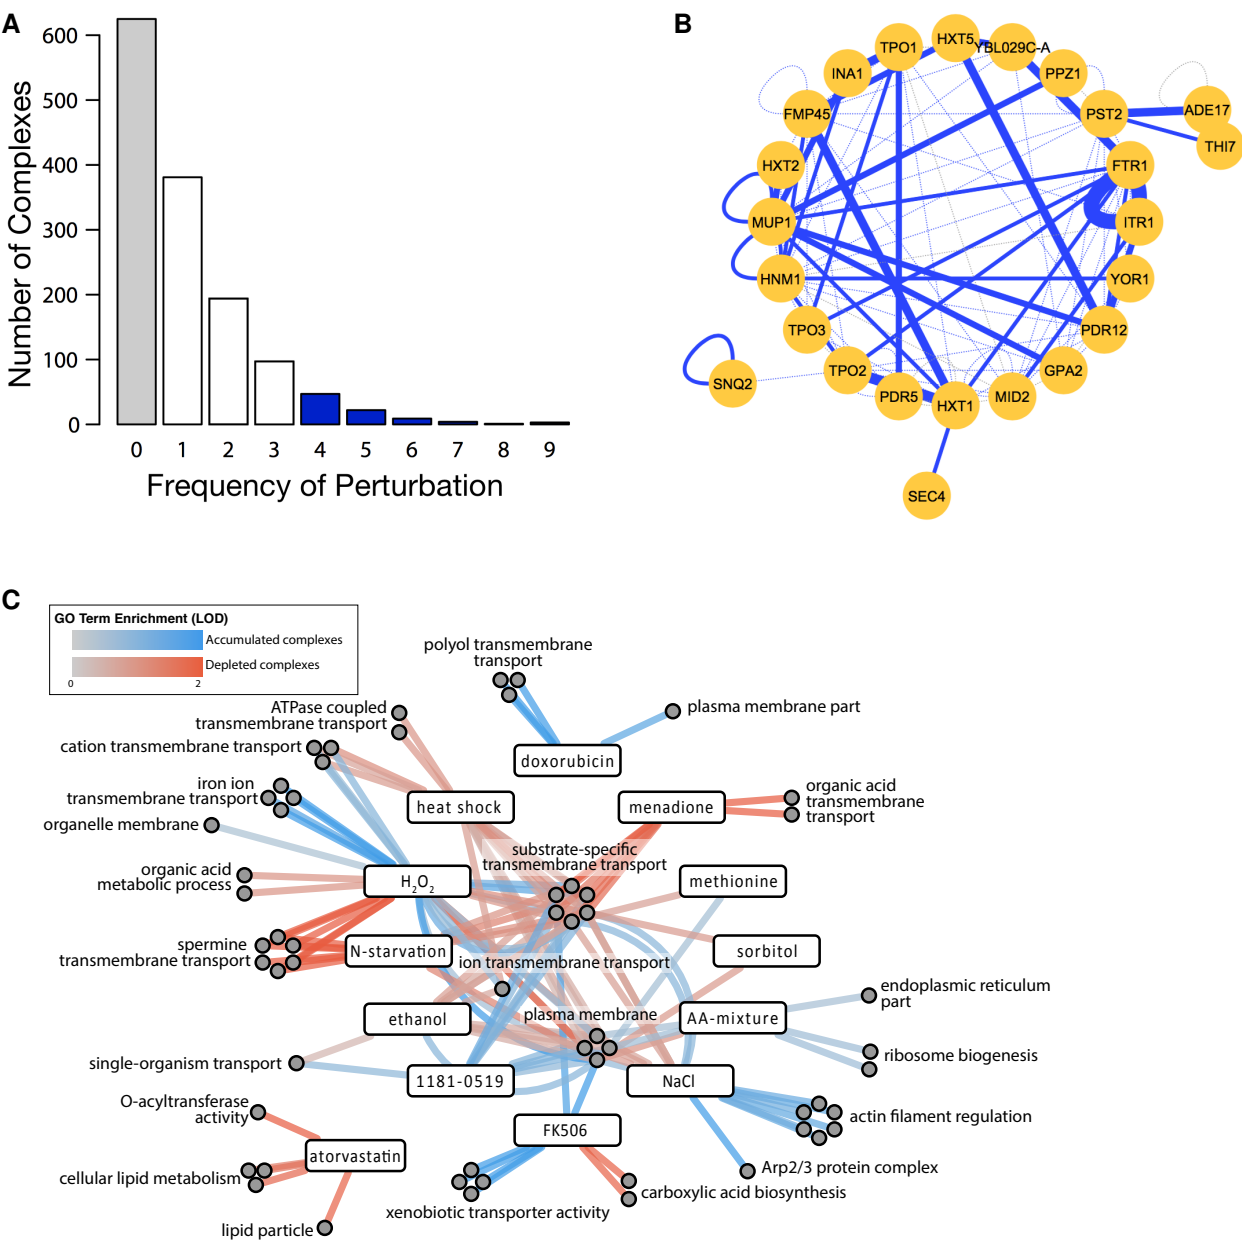 A
Number of Complexes
600
500
400
300
200
100
0
0 1 2 3 4 5 6 7 8 9
Frequency of Perturbation
B
HXT5
YBL029C-A
TPO1
INA1
PPZ1
FMP45
PST2
ADE17
THI7
HXT2
FTR1
MUP1
ITR1
HNM1
YOR1
TPO3
PDR12
SNQ2
TPO2
GPA2
PDR5
HXT1
MID2
SEC4
C
GO Term Enrichment (LOD)
Accumulated complexes
Depleted complexes
0 2
polyol transmembrane
transport
ATPase coupled
transmembrane transport
plasma membrane part
cation transmembrane transport
doxorubicin
iron ion
transmembrane transport
heat shock
menadione
organic acid
transmembrane
transport
organelle membrane
substrate-specific
transmembrane transport
organic acid
metabolic process
H2O2
methionine
spermine
transmembrane transport
N-starvation
sorbitol
ion transmembrane transport
endoplasmic reticulum
part
ethanol
plasma membrane
AA-mixture
single-organism transport
ribosome biogenesis
1181-0519
NaCl
O-acyltransferase
activity
actin filament regulation
FK506
atorvastatin
cellular lipid metabolism
Arp2/3 protein complex
carboxylic acid biosynthesis
xenobiotic transporter activity
lipid particle